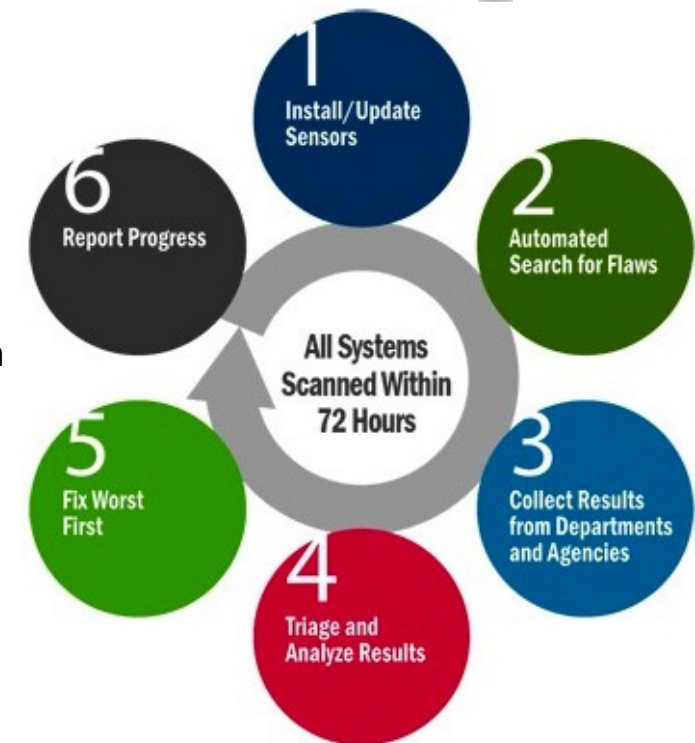 1
Install/Update
Sensors
2
Automated
Search for Flaws
3
Collect Results
from Departments
and Agencies
4
Triage and
Analyze Results
5
Fix Worst
First
6
Report Progress
All Systems
Scanned Within
72 Hours